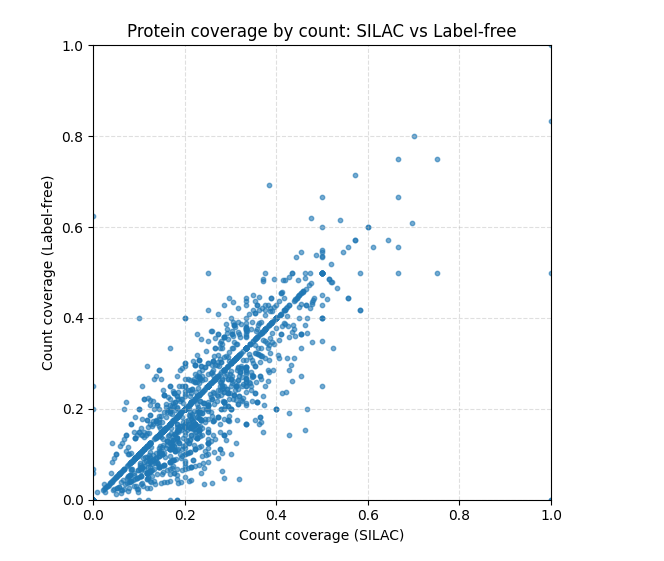 Protein coverage by count: SILAC vs Label-free
1.0
0.8
0.6
0.4
0.2
0.0
Count coverage (Label-free)
0.0 0.2 0.4 0.6 0.8 1.0
Count coverage (SILAC)